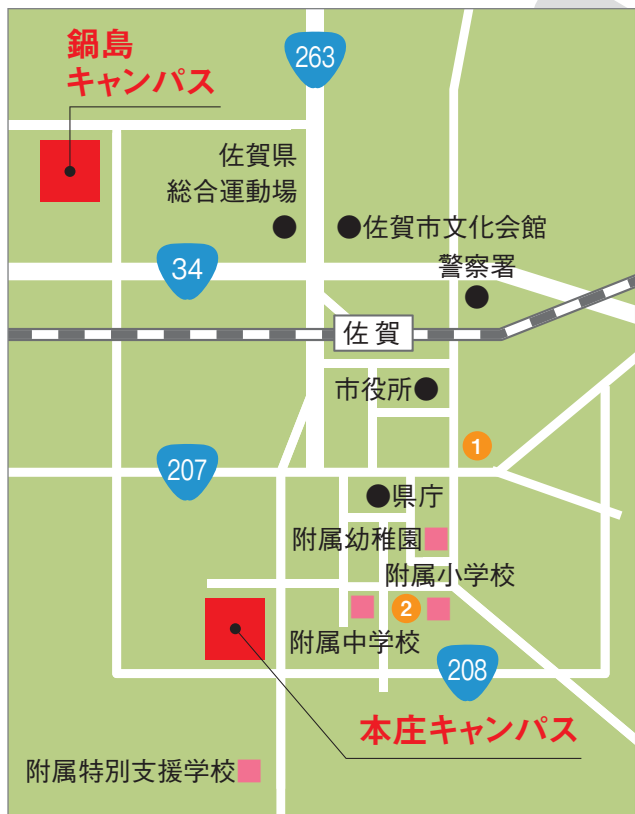 鍋島
キャンパス
263
佐賀県
総合運動場
佐賀市文化会館
警察署
34
佐賀
市役所
1
207
県庁
附属幼稚園
附属小学校
2
附属中学校
208
本庄キャンパス
附属特別支援学校